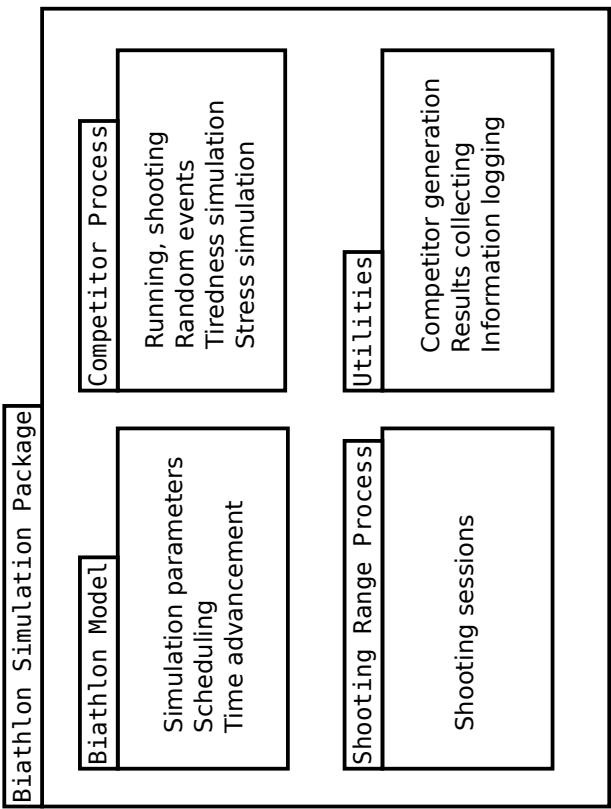 Biathlon Simulation Package
Biathlon Model
Simulation parameters
Scheduling
Time advancement
Competitor Process
Running, shooting
Random events
Tiredness simulation
Stress simulation
Shooting Range Process
Shooting sessions
Utilities
Competitor generation
Results collecting
Information logging